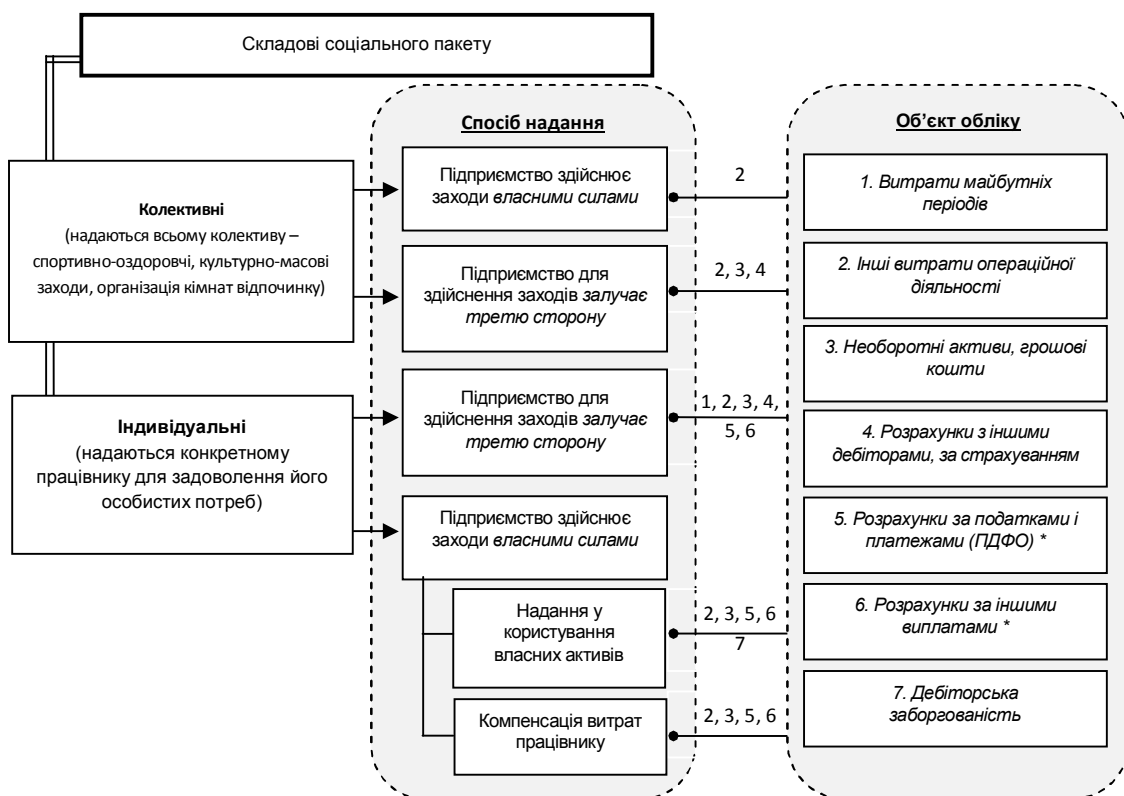 Складові соціального пакету
Колективні
(надаються всьому колективу –
спортивно-оздоровчі, культурно-масові
заходи, організація кімнат відпочинку)
Індивідуальні
(надаються конкретному
працівнику для задоволення його
особистих потреб)
Спосіб надання
Підприємство здійснює
заходи власними силами
Підприємство для
здійснення заходів залучає
третю сторону
Підприємство для
здійснення заходів залучає
третю сторону
Підприємство здійснює
заходи власними силами
Надання у
користування
власних активів
Компенсація витрат
працівнику
2
2, 3, 4
1, 2, 3, 4,
5, 6
2, 3, 5, 6
7
2, 3, 5, 6
Об’єкт обліку
1. Витрати майбутніх
періодів
2. Інші витрати операційної
діяльності
3. Необоротні активи, грошові
кошти
4. Розрахунки з іншими
дебіторами, за страхуванням
5. Розрахунки за податками і
платежами (ПДФО) *
6. Розрахунки за іншими
виплатами *
7. Дебіторська
заборгованість